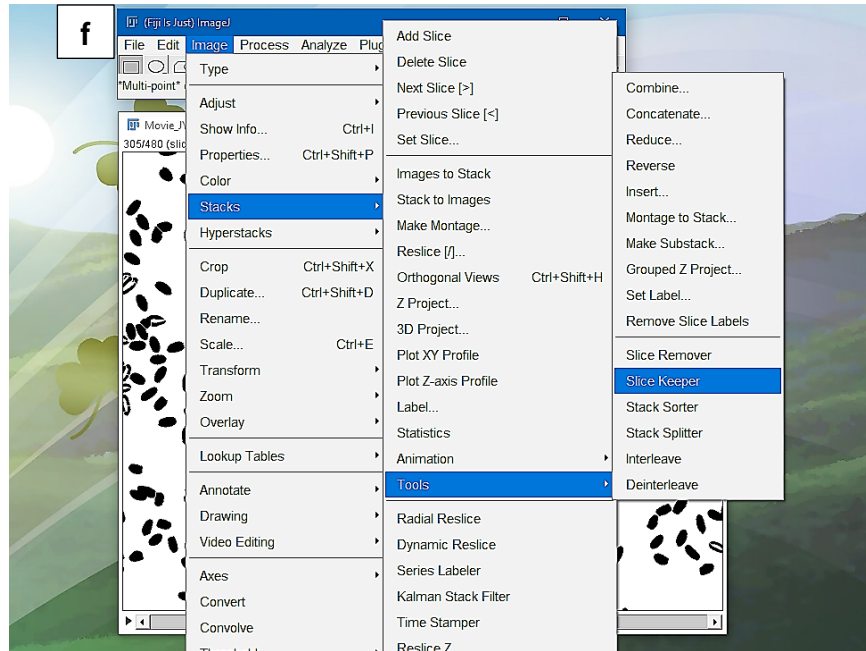 f
(Fiji Is Just) ImageJ
File Edit Image Process Analyze Plug
*Multi-point*
Movie_JY
305/480 (slic
Type
Adjust
Show Info... Ctrl+I
Properties... Ctrl+Shift+P
Color
Stacks
Hyperstacks
Crop Ctrl+Shift+X
Duplicate... Ctrl+Shift+D
Rename...
Scale... Ctrl+E
Transform
Zoom
Overlay
Lookup Tables
Annotate
Drawing
Video Editing
Axes
Convert
Convolve
Add Slice
Delete Slice
Next Slice [>]
Previous Slice [<]
Set Slice...
Images to Stack
Stack to Images
Make Montage...
Reslice [/]...
Orthogonal Views Ctrl+Shift+H
Z Project...
3D Project...
Plot XY Profile
Plot Z-axis Profile
Label...
Statistics
Animation
Tools
Radial Reslice
Dynamic Reslice
Series Labeler
Kalman Stack Filter
Time Stamper
Reslice Z
Combine...
Concatenate...
Reduce...
Reverse
Insert...
Montage to Stack...
Make Substack...
Grouped Z Project...
Set Label...
Remove Slice Labels
Slice Remover
Slice Keeper
Stack Sorter
Stack Splitter
Interleave
Deinterleave